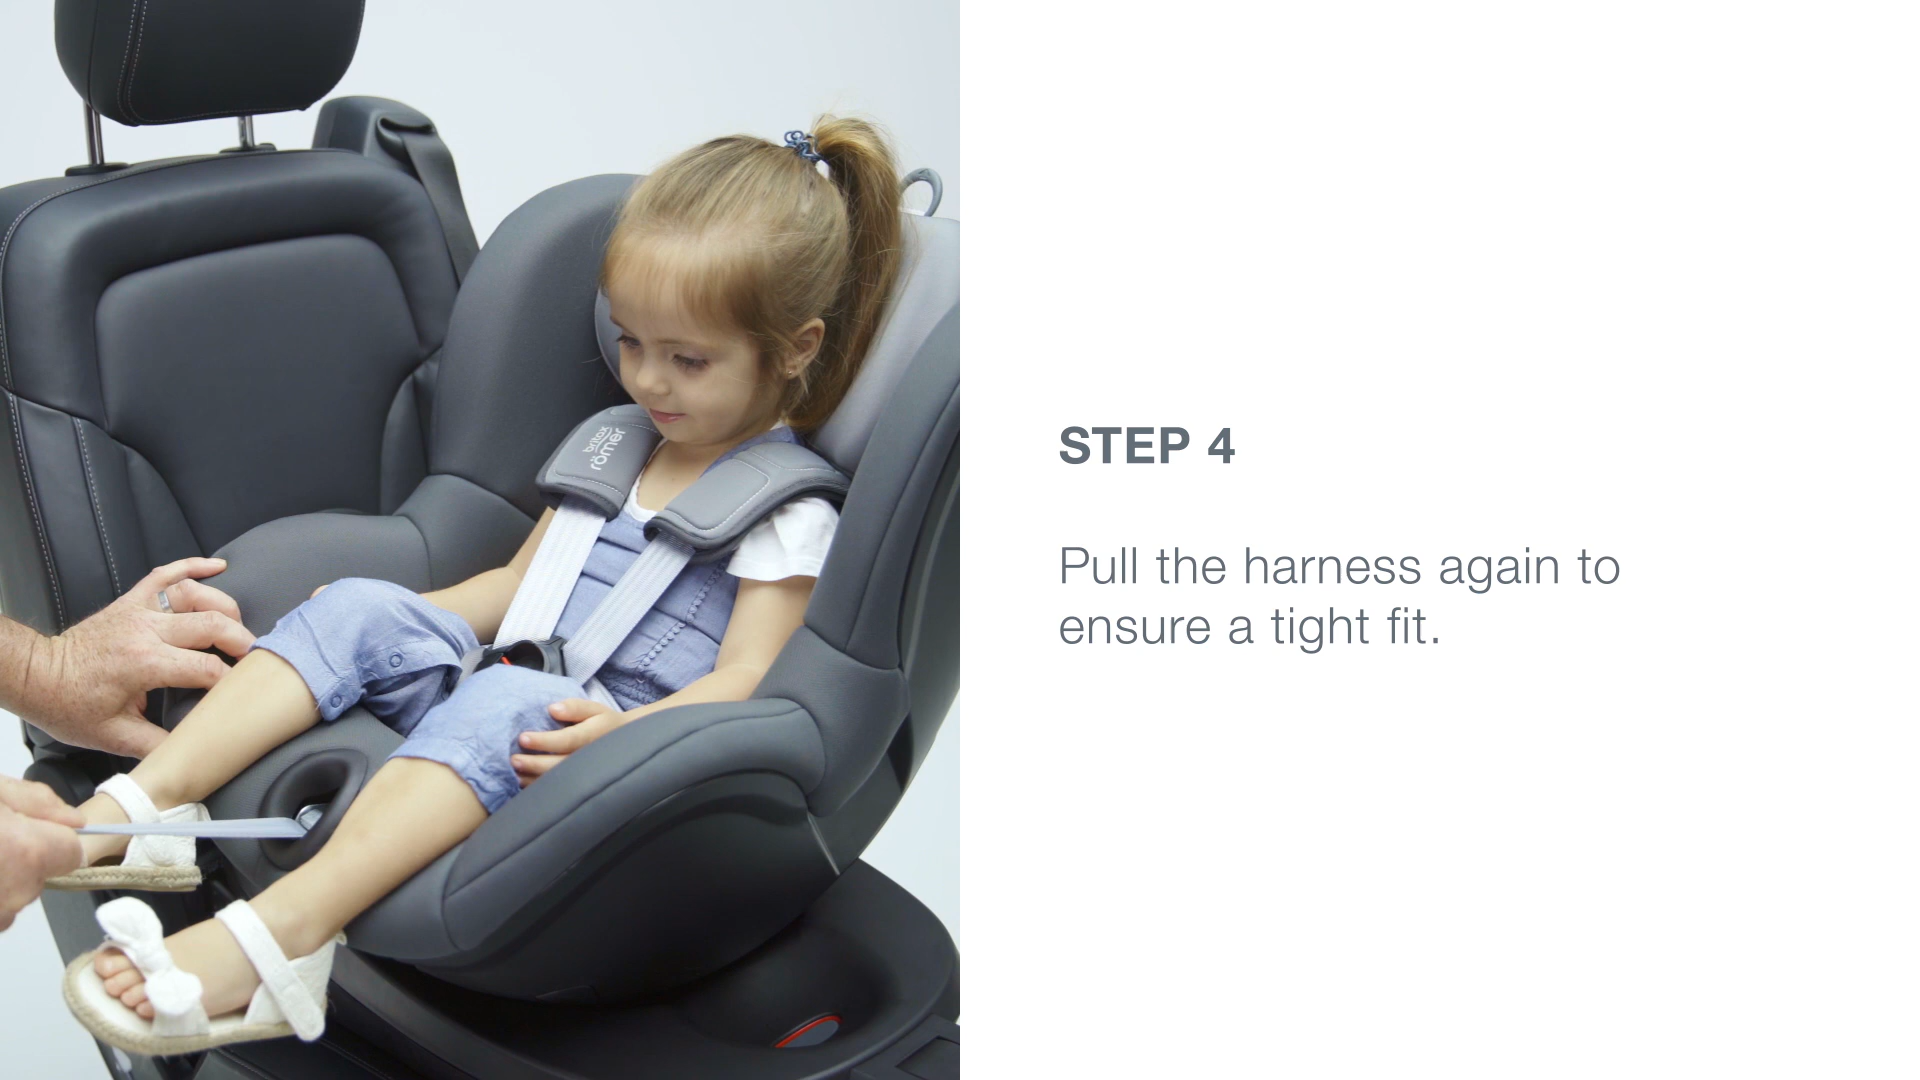 britax
römer
STEP 4
Pull the harness again to
ensure a tight fit.